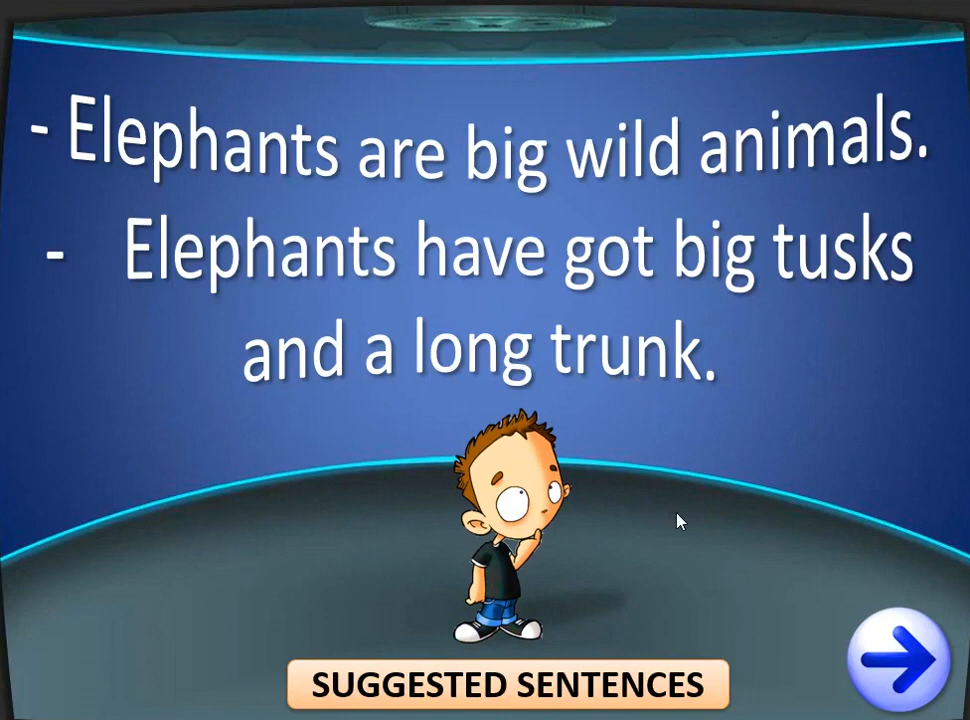 - Elephants are big wild animals.
- Elephants have got big tusks
and a long trunk.
SUGGESTED SENTENCES